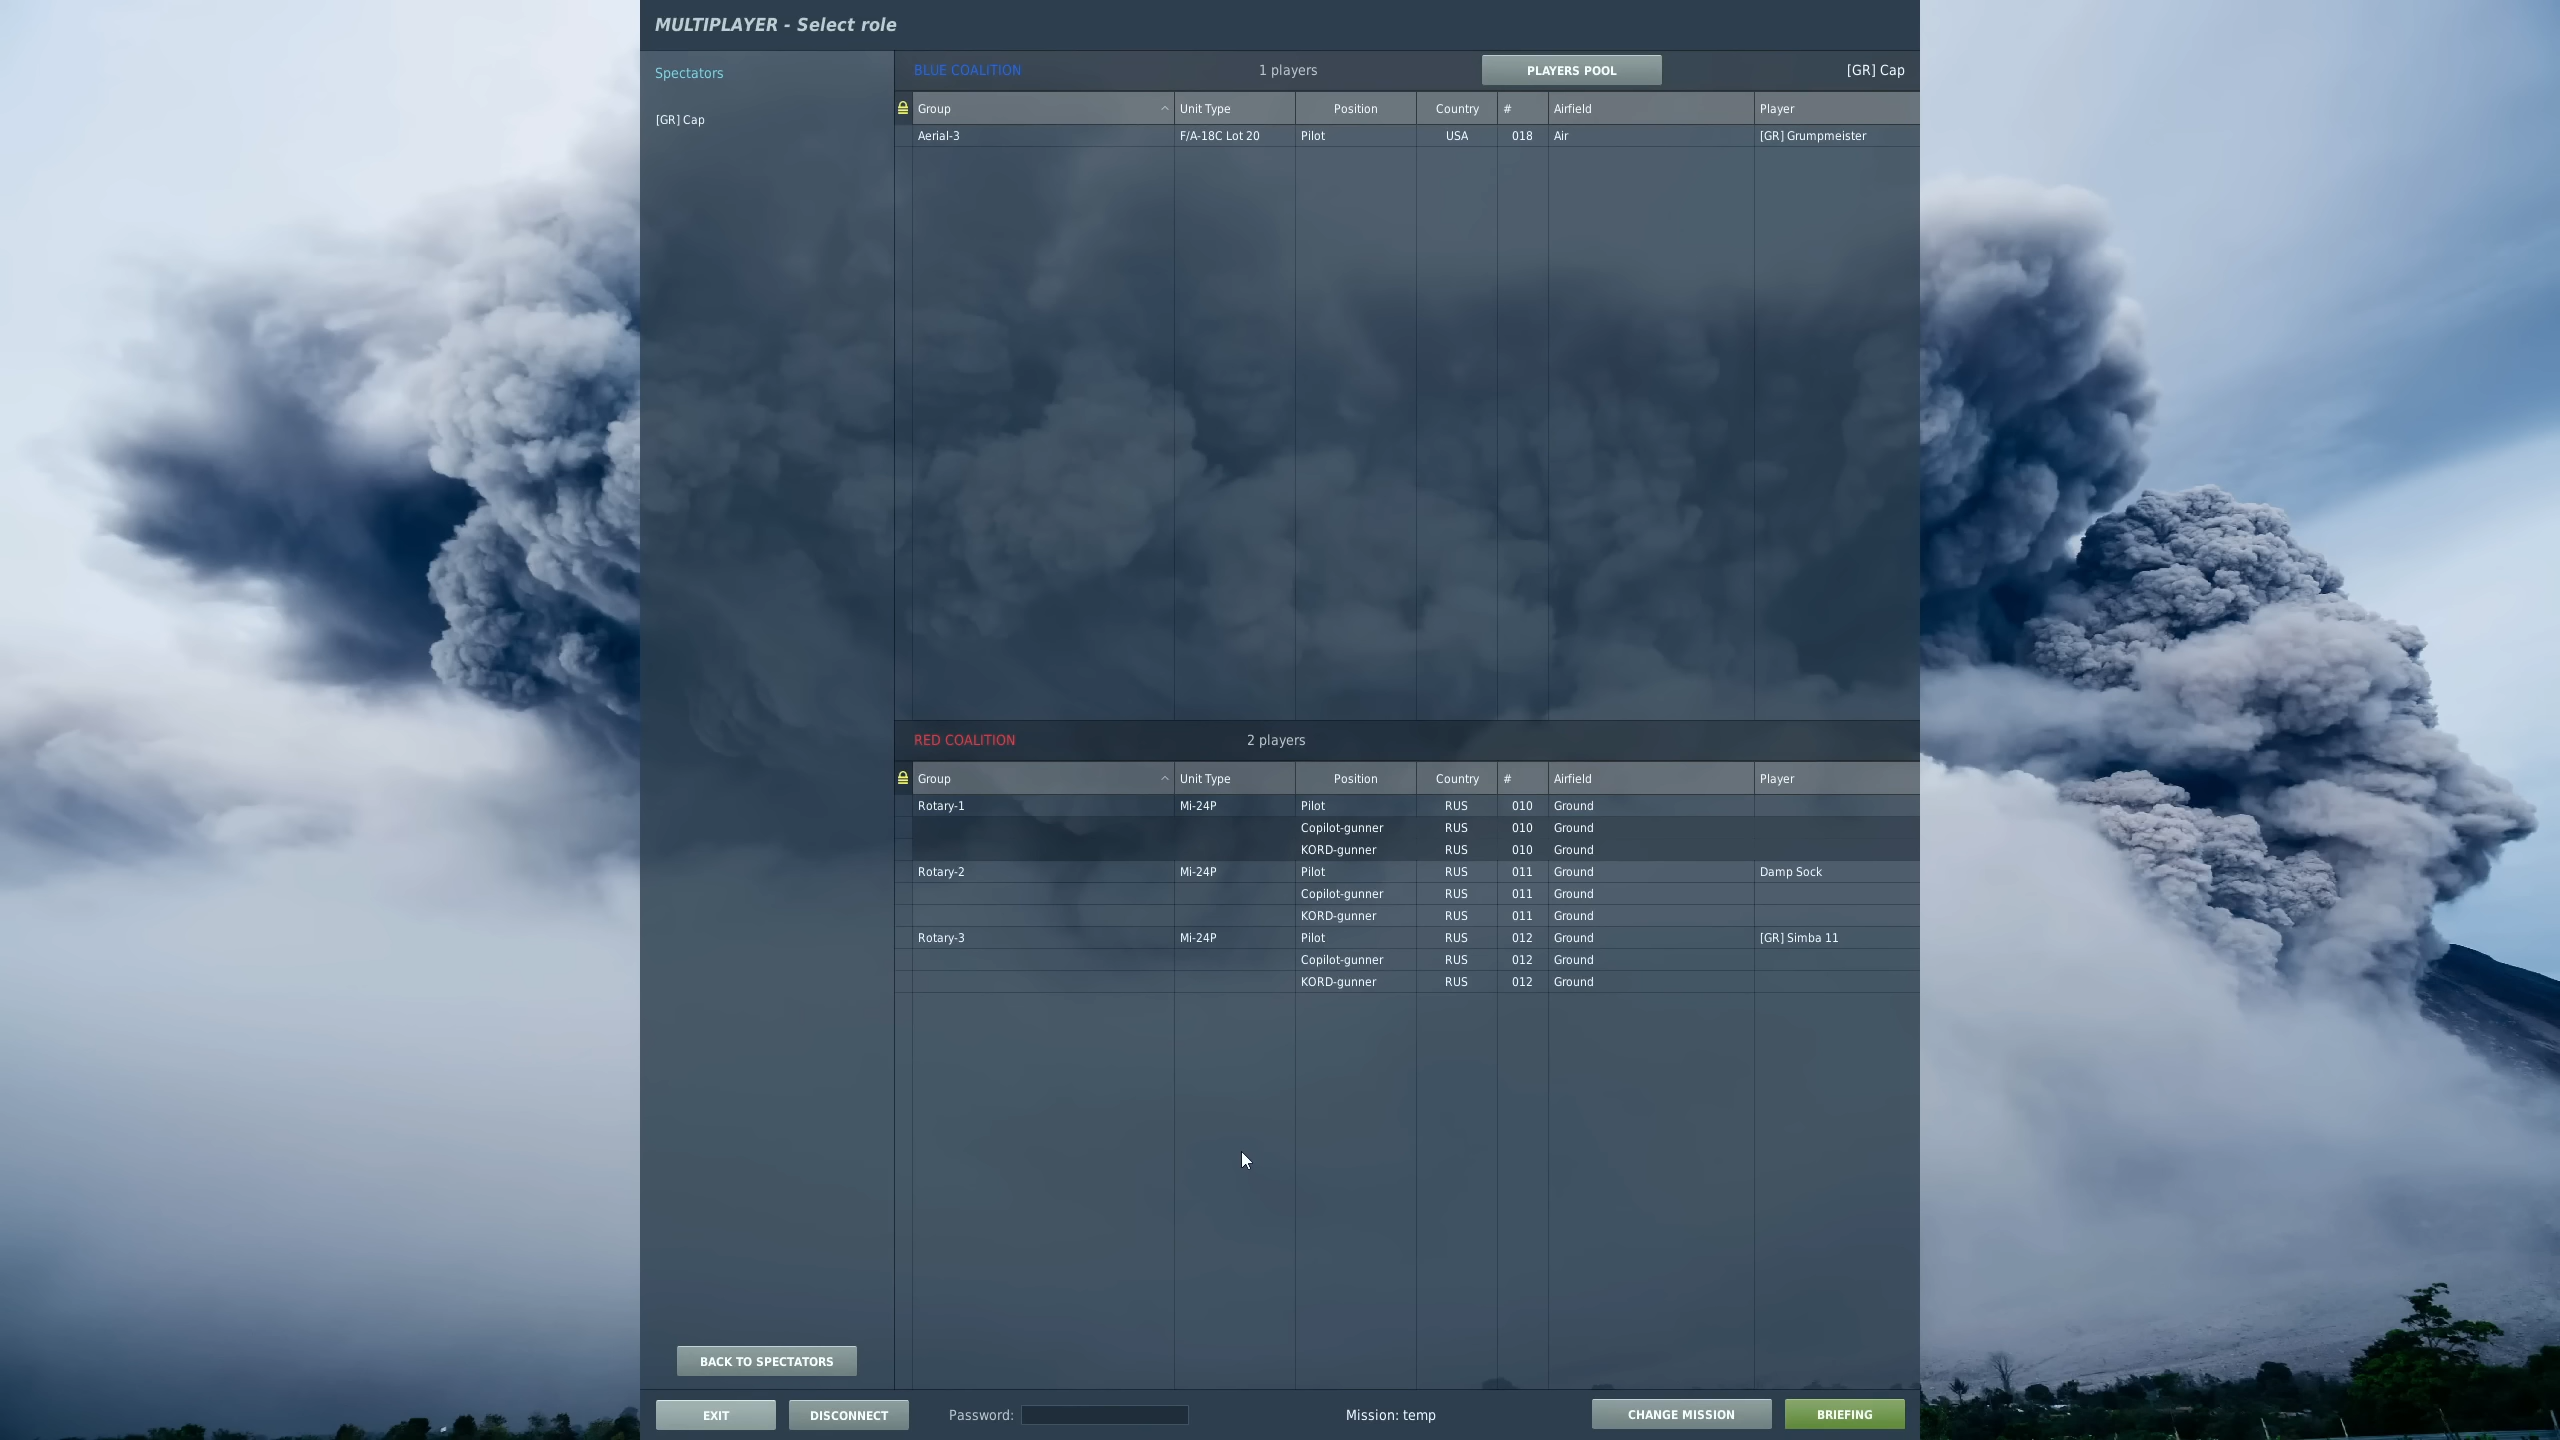 MULTIPLAYER - Select role
Spectators
[GR] Cap
BLUE COALITION 1 players PLAYERS POOL [GR] Cap
Group Unit Type Position Country # Airfield Player
Aerial-3 F/A-18C Lot 20 Pilot USA 018 Air [GR] Grumpmeister
RED COALITION 2 players
Group Unit Type Position Country # Airfield Player
Rotary-1 Mi-24P Pilot RUS 010 Ground
Copilot-gunner RUS 010 Ground
KORD-gunner RUS 010 Ground
Rotary-2 Mi-24P Pilot RUS 011 Ground Damp Sock
Copilot-gunner RUS 011 Ground
KORD-gunner RUS 011 Ground
Rotary-3 Mi-24P Pilot RUS 012 Ground [GR] Simba 11
Copilot-gunner RUS 012 Ground
KORD-gunner RUS 012 Ground
BACK TO SPECTATORS
EXIT DISCONNECT Password: Mission: temp CHANGE MISSION BRIEFING